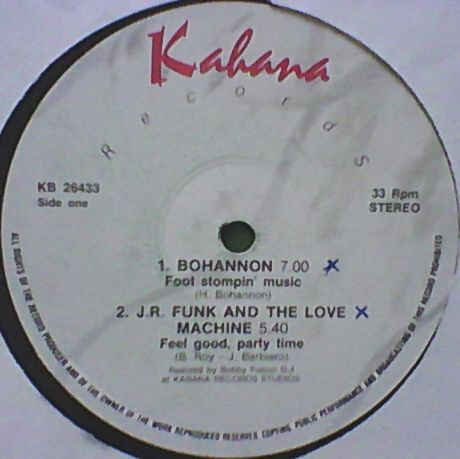 Kabana
Records
KB 26433
Side one
33 Rpm
STEREO
1. BOHANNON 7.00
Foot stompin' music
(H. Bohannon)
2. J.R. FUNK AND THE LOVE
MACHINE 5.40
Feel good, party time
(B. Roy - J. Barbiero)
Realized by Bobby Fusion D.J.
at KABANA RECORDS STUDIOS
ALL RIGHTS OF THE RECORD PRODUCER AND OF THE OWNER OF THE WORK REPRODUCED RESERVED. COPYING, PUBLIC PERFORMANCE AND BROADCASTING OF THIS RECORD PROHIBITED